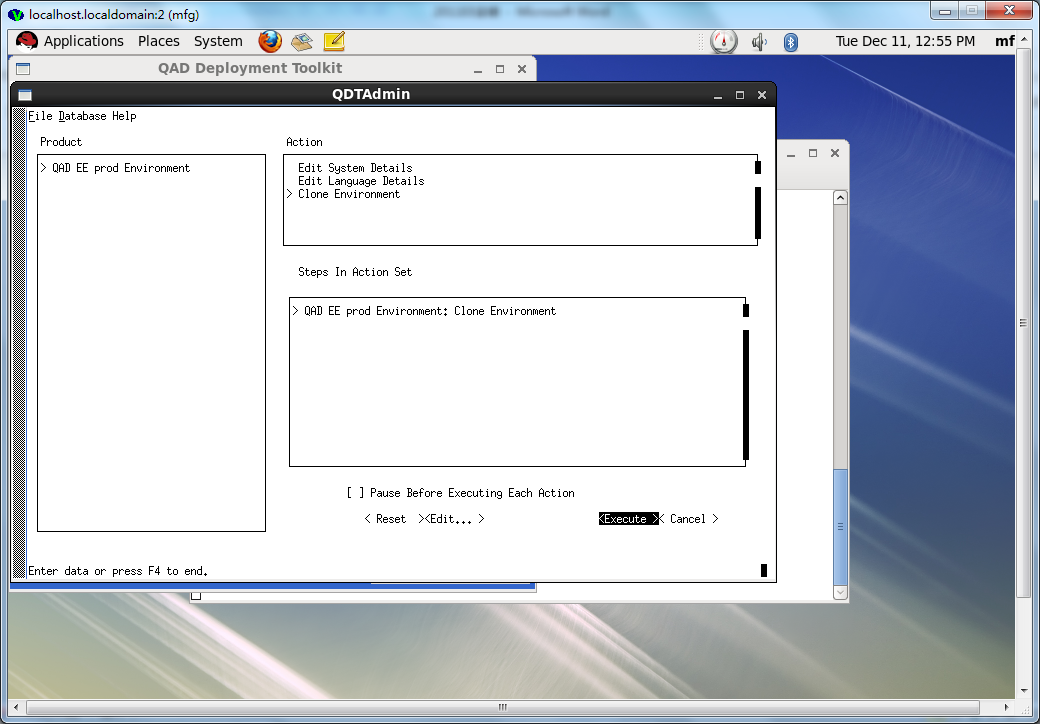 localhost.localdomain:2 (mfg)
Applications Places System Tue Dec 11, 12:55 PM mf
QAD Deployment Toolkit
QDTAdmin
File Database Help
Product
> QAD EE prod Environment
Action
Edit System Details
Edit Language Details
> Clone Environment
Steps In Action Set
> QAD EE prod Environment: Clone Environment
[ ] Pause Before Executing Each Action
< Reset ><Edit... > <Execute >< Cancel >
Enter data or press F4 to end.